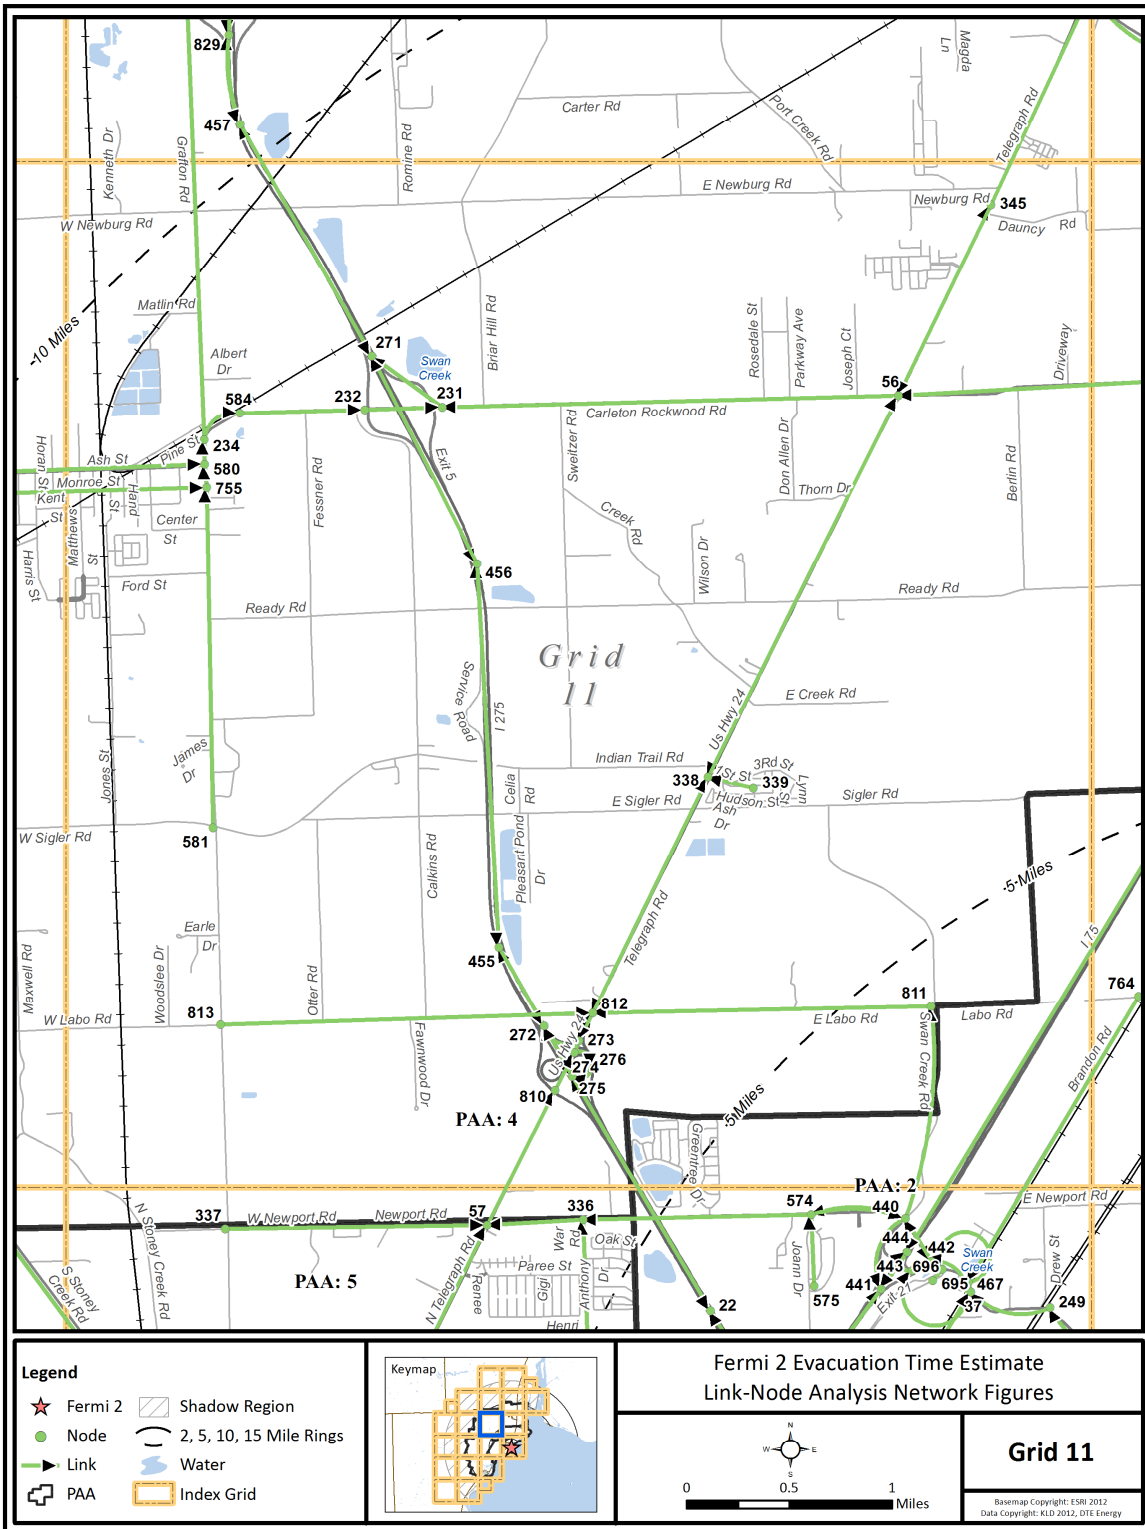 829
Magda
Ln
Carter Rd
Port Creek Rd
Telegraph Rd
457
Kenneth Dr
Grafton Rd
Romine Rd
E Newburg Rd
Newburg Rd
345
W Newburg Rd
Dauncy Rd
Matlin Rd
-10 Miles
Albert
Dr
271
Swan
Creek
Briar Hill Rd
Rosedale St
Parkway Ave
Joseph Ct
Driveway
56
584
232
231
Carleton Rockwood Rd
234
Pine St
Ash St
580
Horan St
Monroe St
755
Kent
St
Hand
St
Matthews
St
Center
St
Harris St
Ford St
Exit 5
Fessner Rd
Sweitzer Rd
Don Allen Dr
Thorn Dr
Berlin Rd
Creek
Rd
Wilson Dr
456
Ready Rd
Ready Rd
Grid
11
Service
Road
I 275
E Creek Rd
Us Hwy 24
James
Dr
Jones St
Indian Trail Rd
338
1St St
3Rd St
339
Lynn
St
Celia
Rd
E Sigler Rd
Hudson St
Ash
Dr
Sigler Rd
W Sigler Rd
581
Calkins Rd
Pleasant Pond
Dr
-5-Miles
Telegraph Rd
Earle
Dr
Maxwell Rd
Woodslee Dr
Otter Rd
455
I 75
764
W Labo Rd
813
812
811
E Labo Rd
Labo Rd
272
Us Hwy 24
273
276
274
275
Fawnwood Dr
810
Swan Creek Rd
Brandon Rd
PAA: 4
-5-Miles
Greentree Dr
PAA: 2
E Newport Rd
N Stoney Creek Rd
337
W Newport Rd
Newport Rd
57
336
574
440
War
Rd
Oak St
444
442
Swan
Creek
Drew St
S Stoney
Creek Rd
PAA: 5
N Telegraph Rd
Renee
Paree St
Gigi
Anthony
Dr
Joann Dr
443
696
441
695
467
Exit 21
575
37
249
22
Henri
Legend
Fermi 2
Shadow Region
Node
2, 5, 10, 15 Mile Rings
Link
Water
PAA
Index Grid
Keymap
Fermi 2 Evacuation Time Estimate
Link-Node Analysis Network Figures
N
W
E
S
0
0.5
1
Miles
Grid 11
Basemap Copyright: ESRI 2012
Data Copyright: KLD 2012, DTE Energy